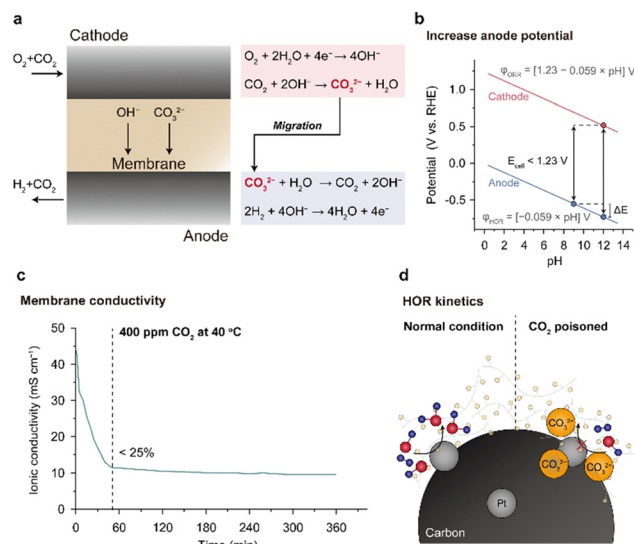 a
Cathode
O₂+CO₂
OH⁻ CO₃²⁻
Membrane
H₂+CO₂
Anode
O₂ + 2H₂O + 4e⁻ → 4OH⁻
CO₂ + 2OH⁻ → CO₃²⁻ + H₂O
Migration
CO₃²⁻ + H₂O → CO₂ + 2OH⁻
2H₂ + 4OH⁻ → 4H₂O + 4e⁻
b
Increase anode potential
φORR = [1.23 − 0.059 × pH] V
Cathode
E_cell < 1.23 V
Anode
ΔE
φHOR = [−0.059 × pH] V
Potential (V vs. RHE)
1.0
0.5
0.0
-0.5
0 2 4 6 8 10 12 14
pH
c
Membrane conductivity
400 ppm CO₂ at 40 °C
< 25%
Ionic conductivity (mS cm⁻¹)
50
40
30
20
10
0
0 60 120 180 240 300 360
Time (min)
d
HOR kinetics
Normal condition CO₂ poisoned
CO₃²⁻
CO₃²⁻
CO₃²⁻
Pt
Carbon